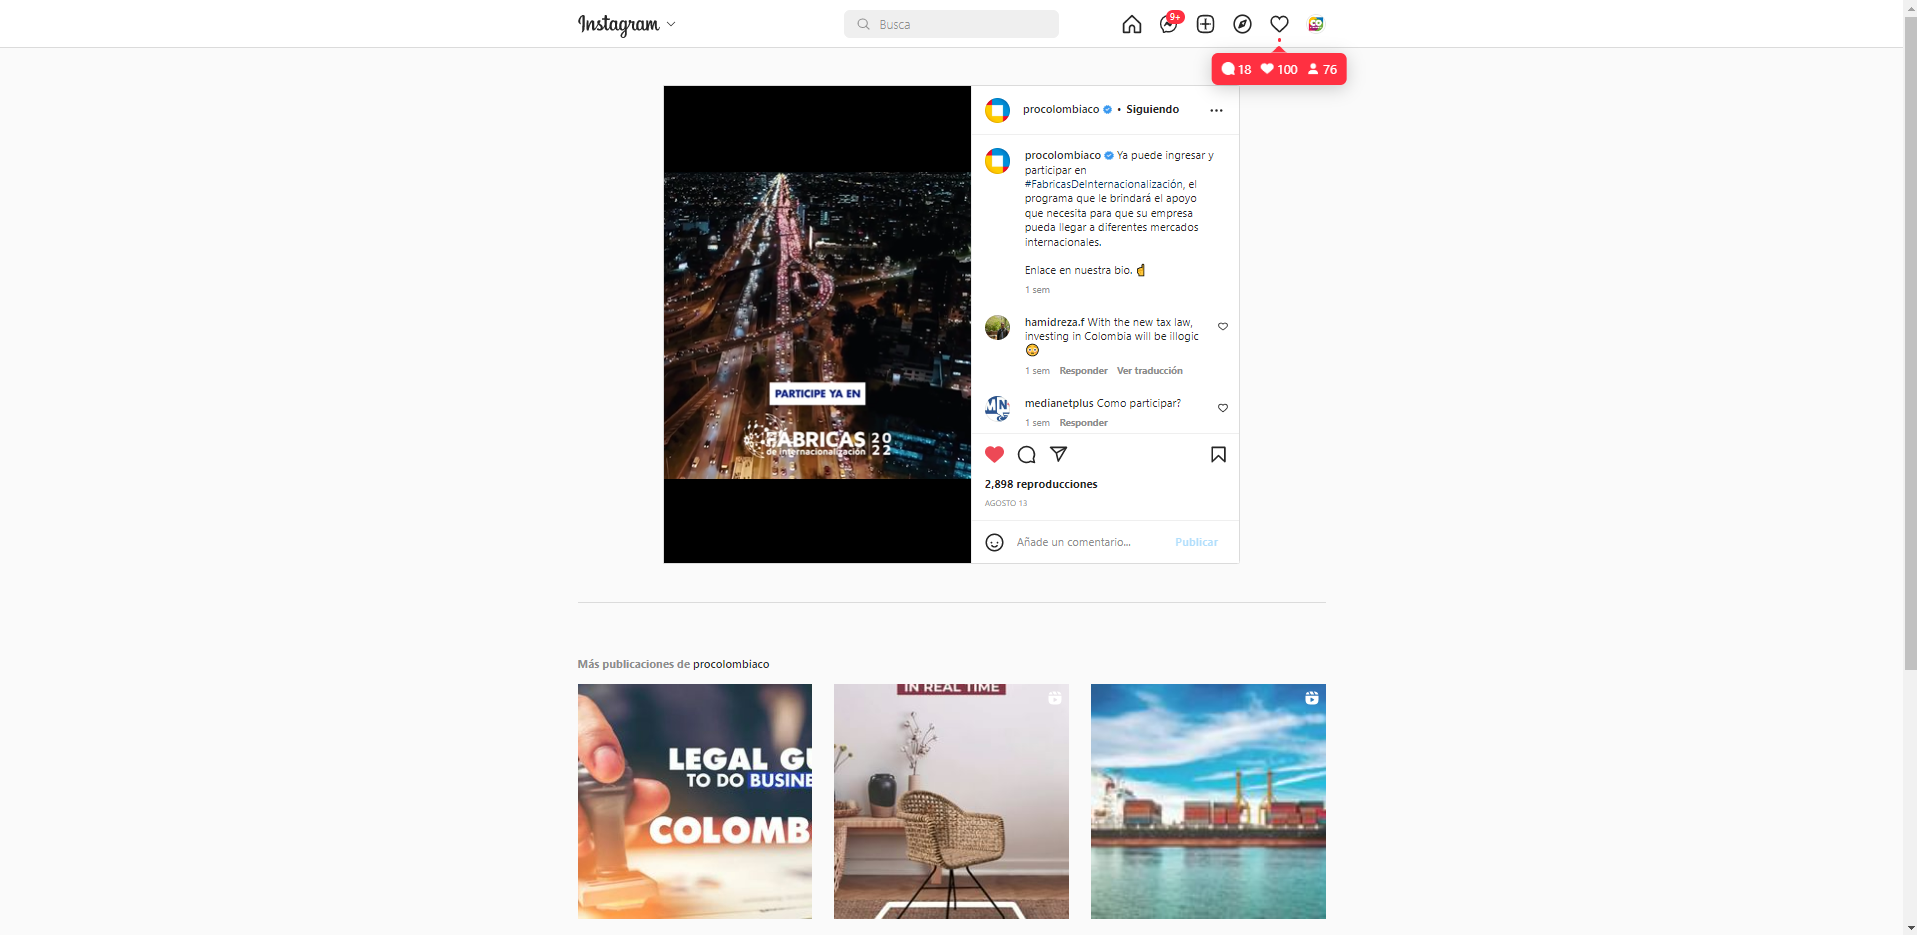 Instagram
Busca
9+
18 100 76
procolombiaco • Siguiendo
procolombiaco Ya puede ingresar y
participar en
#FabricasDeInternacionalización, el
programa que le brindará el apoyo
que necesita para que su empresa
pueda llegar a diferentes mercados
internacionales.
Enlace en nuestra bio. ☝
1 sem
hamidreza.f With the new tax law,
investing in Colombia will be illogic
😳
1 sem Responder Ver traducción
MN
medianetplus Como participar?
1 sem Responder
PARTICIPE YA EN
FÁBRICAS 2022
de internacionalización
2,898 reproducciones
AGOSTO 13
Añade un comentario... Publicar
Más publicaciones de procolombiaco
LEGAL GU
TO DO BUSINE
COLOMB
IN REAL TIME